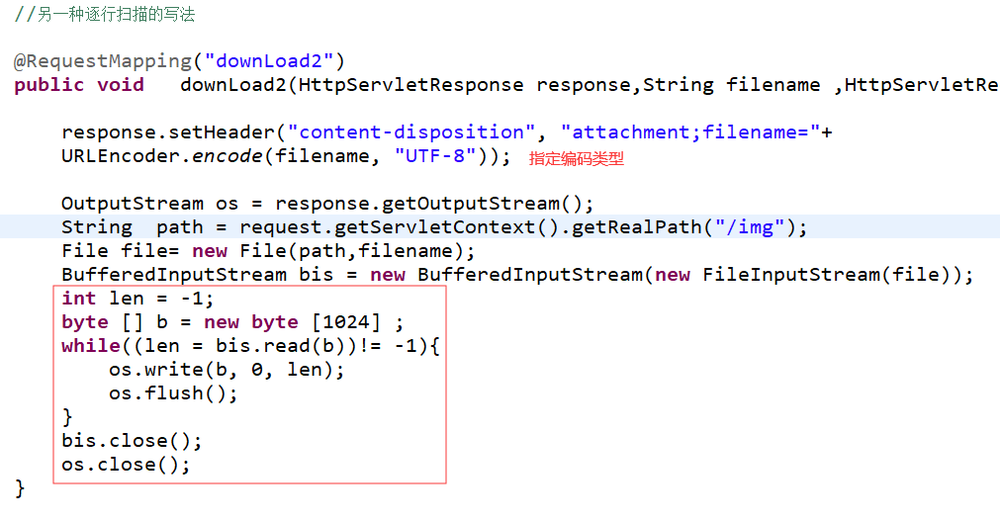 //另一种逐行扫描的写法
@RequestMapping("downLoad2")
public void   downLoad2(HttpServletResponse response,String filename ,HttpServletRe
    response.setHeader("content-disposition", "attachment;filename="+
    URLEncoder.encode(filename, "UTF-8")); 指定编码类型
    OutputStream os = response.getOutputStream();
    String  path = request.getServletContext().getRealPath("/img");
    File file= new File(path,filename);
    BufferedInputStream bis = new BufferedInputStream(new FileInputStream(file));
    int len = -1;
    byte [] b = new byte [1024] ;
    while((len = bis.read(b))!= -1){
        os.write(b, 0, len);
        os.flush();
    }
    bis.close();
    os.close();
}